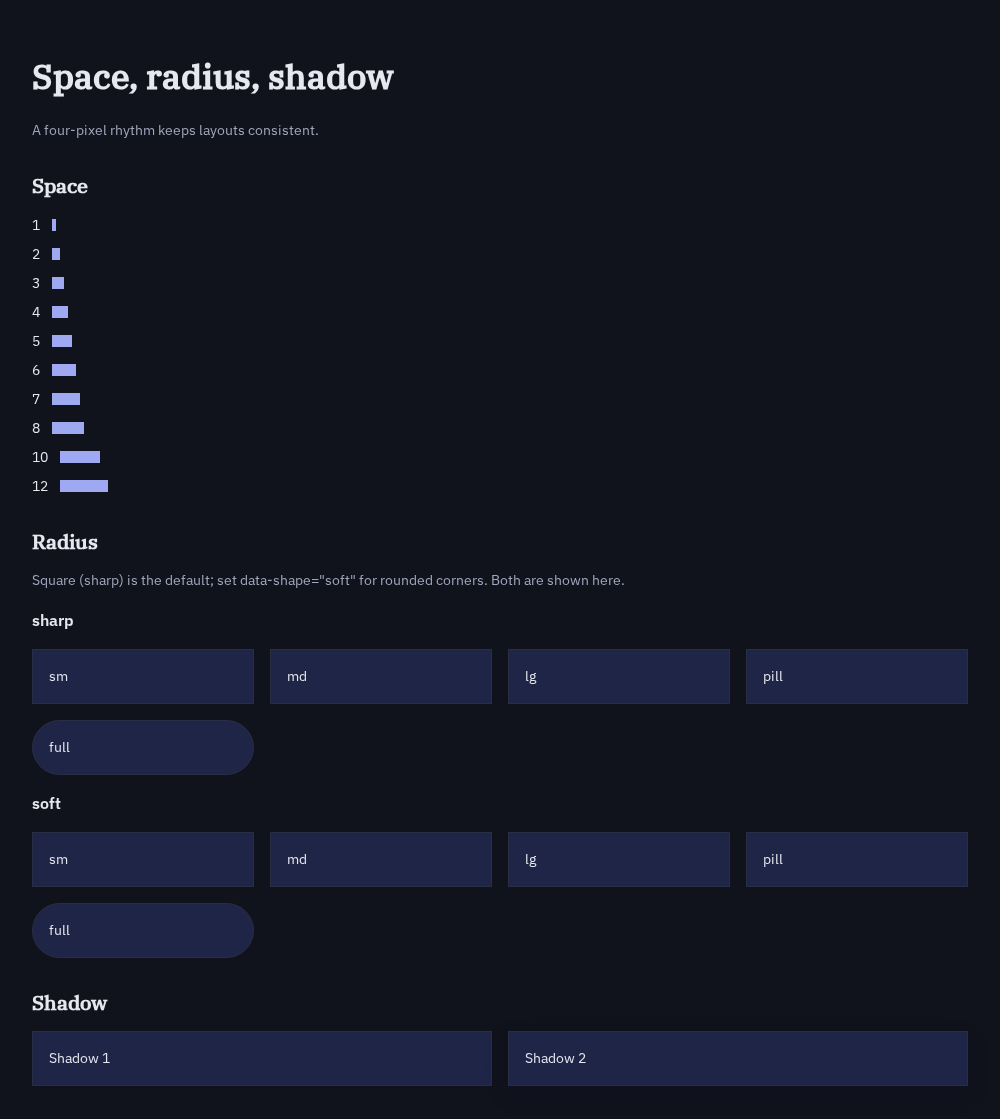 Space, radius, shadow
A four-pixel rhythm keeps layouts consistent.
Space
1
2
3
4
5
6
7
8
10
12
Radius
Square (sharp) is the default; set data-shape="soft" for rounded corners. Both are shown here.
sharp
sm md lg pill
full
soft
sm md lg pill
full
Shadow
Shadow 1 Shadow 2